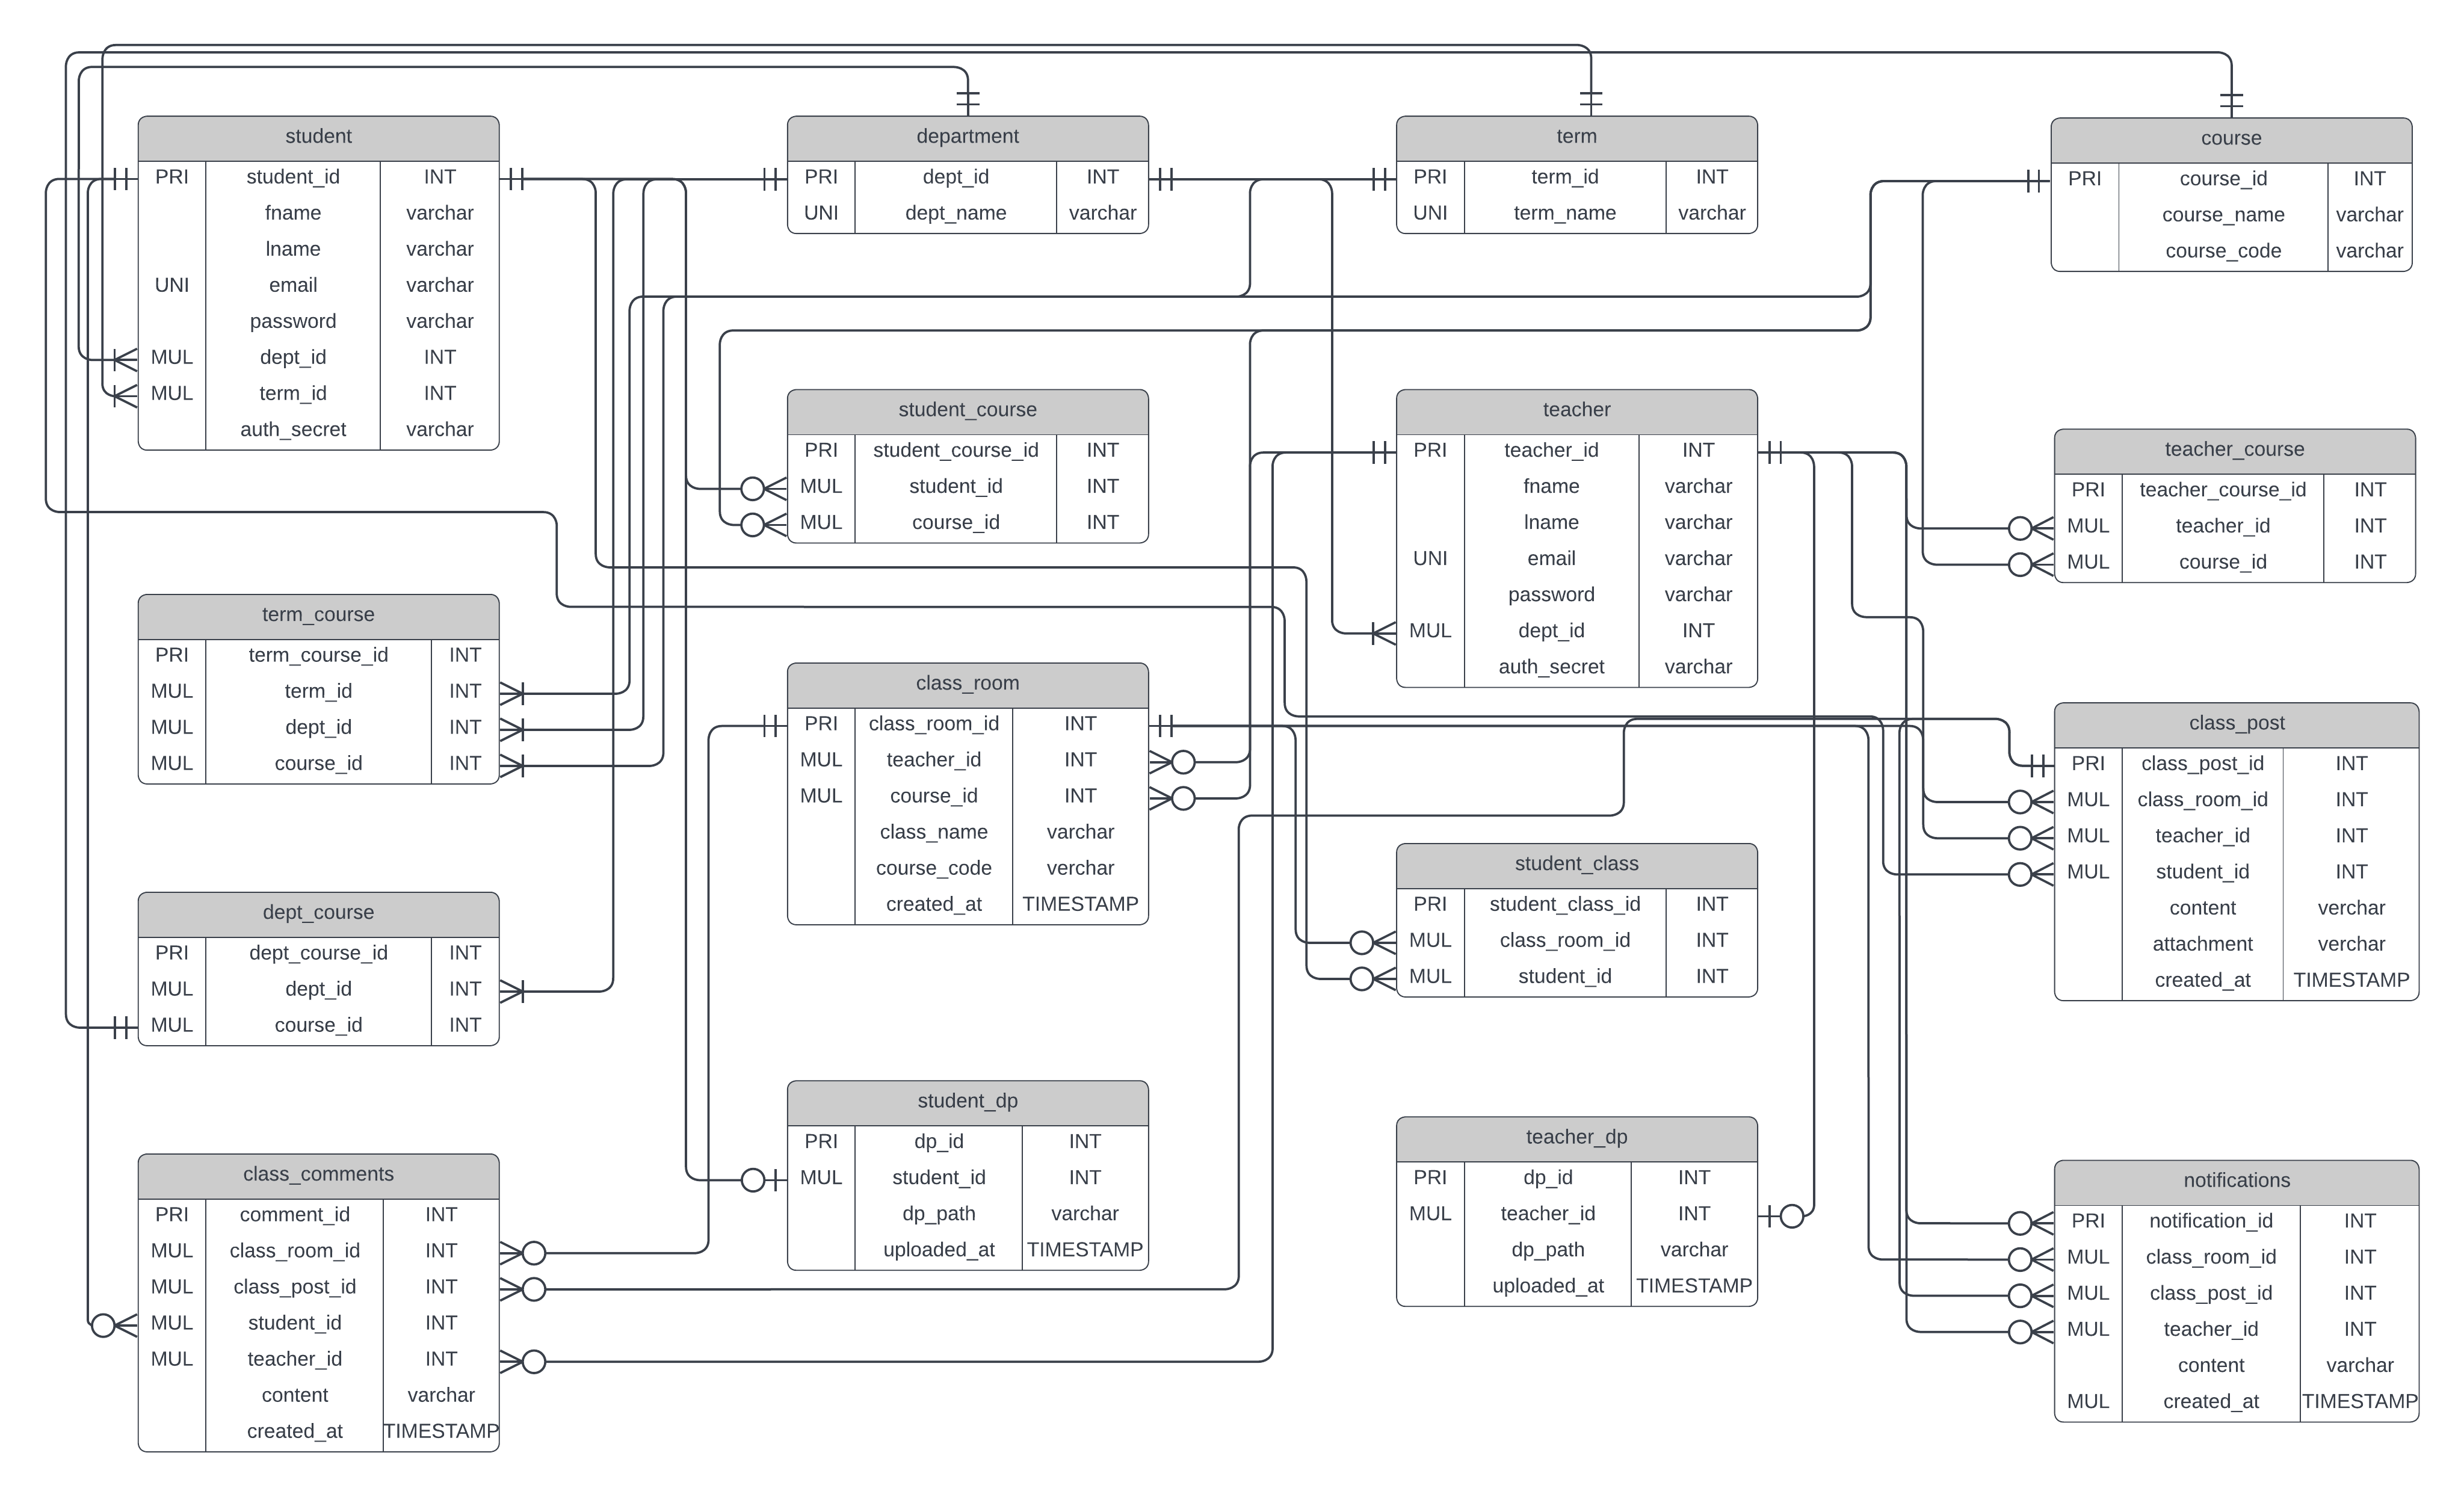 student
PRI student_id INT
fname varchar
lname varchar
UNI email varchar
password varchar
MUL dept_id INT
MUL term_id INT
auth_secret varchar
department
PRI dept_id INT
UNI dept_name varchar
term
PRI term_id INT
UNI term_name varchar
course
PRI course_id INT
course_name varchar
course_code varchar
student_course
PRI student_course_id INT
MUL student_id INT
MUL course_id INT
teacher
PRI teacher_id INT
fname varchar
lname varchar
UNI email varchar
password varchar
MUL dept_id INT
auth_secret varchar
teacher_course
PRI teacher_course_id INT
MUL teacher_id INT
MUL course_id INT
term_course
PRI term_course_id INT
MUL term_id INT
MUL dept_id INT
MUL course_id INT
class_room
PRI class_room_id INT
MUL teacher_id INT
MUL course_id INT
class_name varchar
course_code verchar
created_at TIMESTAMP
class_post
PRI class_post_id INT
MUL class_room_id INT
MUL teacher_id INT
MUL student_id INT
content verchar
attachment verchar
created_at TIMESTAMP
student_class
PRI student_class_id INT
MUL class_room_id INT
MUL student_id INT
dept_course
PRI dept_course_id INT
MUL dept_id INT
MUL course_id INT
student_dp
PRI dp_id INT
MUL student_id INT
dp_path varchar
uploaded_at TIMESTAMP
teacher_dp
PRI dp_id INT
MUL teacher_id INT
dp_path varchar
uploaded_at TIMESTAMP
class_comments
PRI comment_id INT
MUL class_room_id INT
MUL class_post_id INT
MUL student_id INT
MUL teacher_id INT
content varchar
created_at TIMESTAMP
notifications
PRI notification_id INT
MUL class_room_id INT
MUL class_post_id INT
MUL teacher_id INT
content varchar
MUL created_at TIMESTAMP